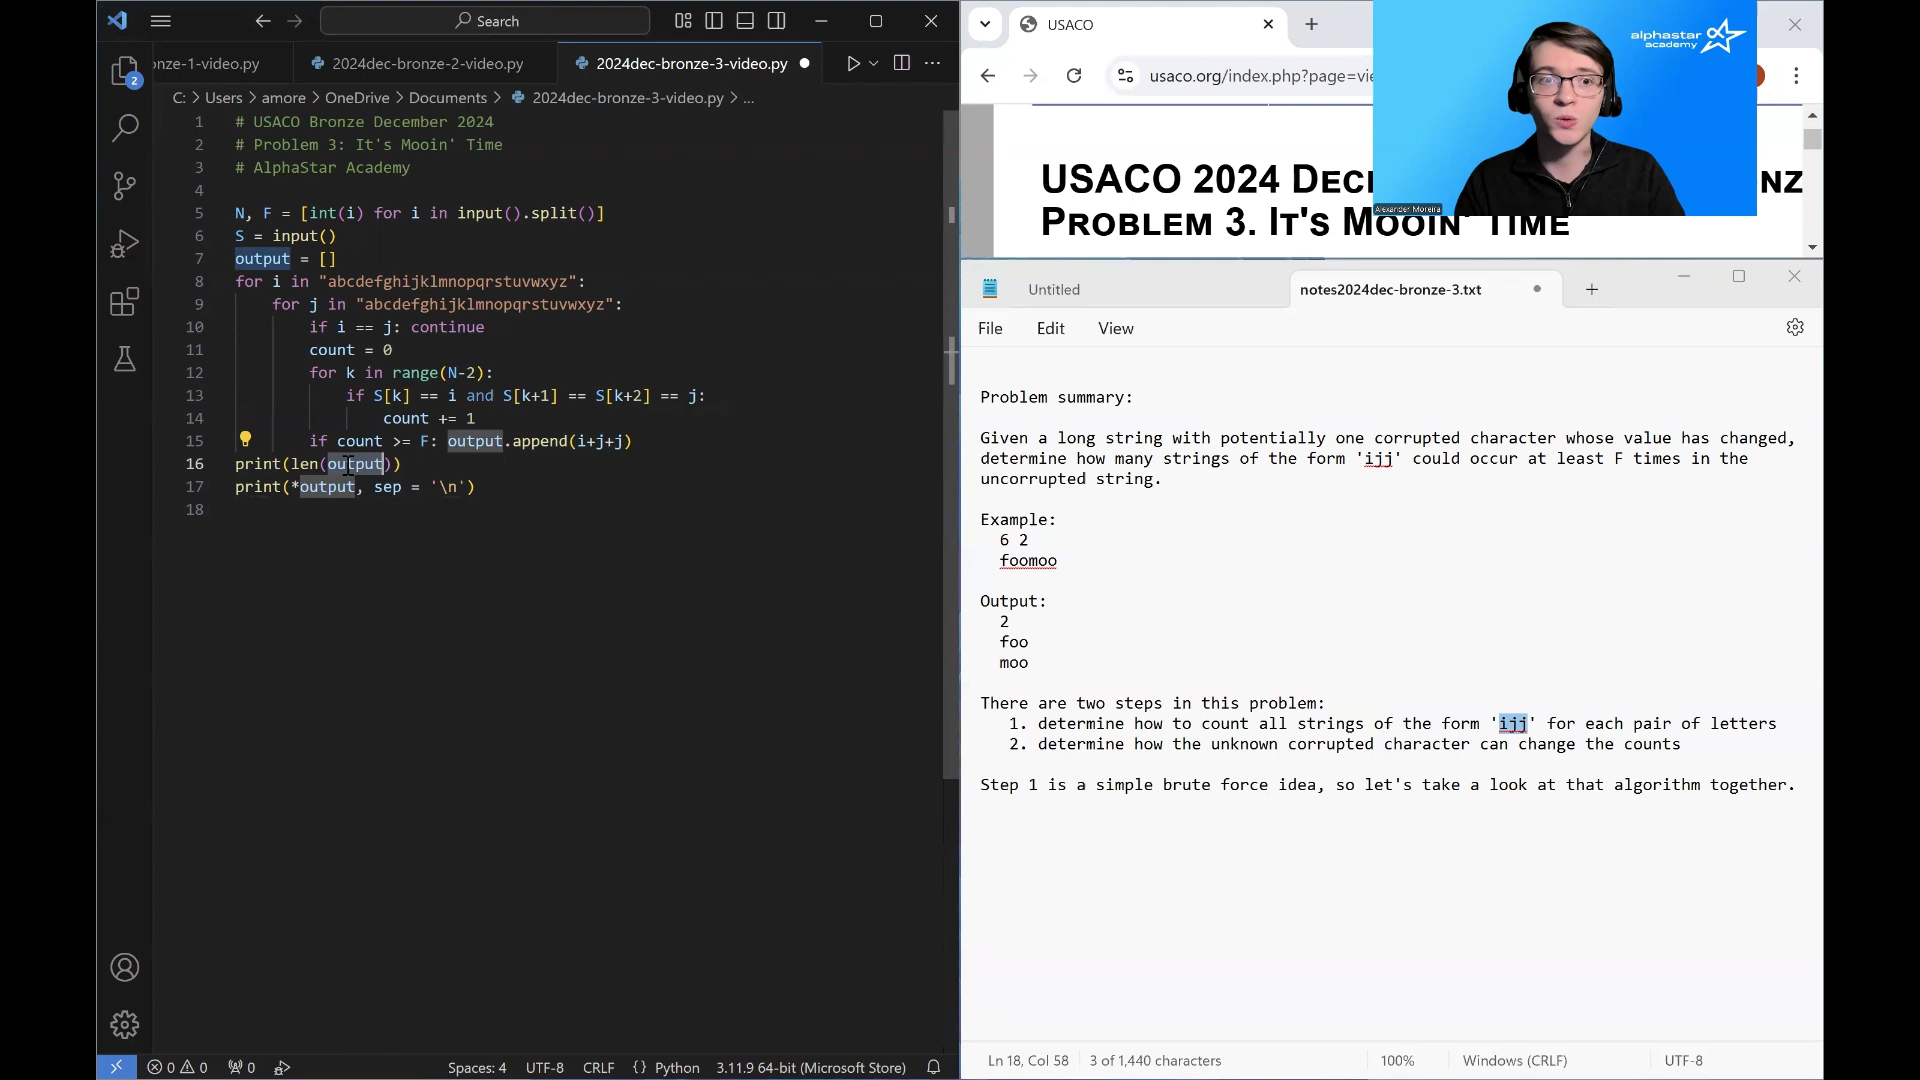 Search
nze-1-video.py
2024dec-bronze-2-video.py
2024dec-bronze-3-video.py
C: > Users > amore > OneDrive > Documents > 2024dec-bronze-3-video.py > ...
1 # USACO Bronze December 2024
2 # Problem 3: It's Mooin' Time
3 # AlphaStar Academy
4
5 N, F = [int(i) for i in input().split()]
6 S = input()
7 output = []
8 for i in "abcdefghijklmnopqrstuvwxyz":
9 for j in "abcdefghijklmnopqrstuvwxyz":
10 if i == j: continue
11 count = 0
12 for k in range(N-2):
13 if S[k] == i and S[k+1] == S[k+2] == j:
14 count += 1
15 if count >= F: output.append(i+j+j)
16 print(len(output))
17 print(*output, sep = '\n')
18
2
0 0 0
Spaces: 4
UTF-8
CRLF
{} Python
3.11.9 64-bit (Microsoft Store)
USACO
usaco.org/index.php?page=vie
USACO 2024 Dec
nz
Problem 3. It's Mooin' Time
alphastar
academy
Alexander Moreira
Untitled
notes2024dec-bronze-3.txt
File
Edit
View
Problem summary:
Given a long string with potentially one corrupted character whose value has changed,
determine how many strings of the form 'ijj' could occur at least F times in the
uncorrupted string.
Example:
6 2
foomoo
Output:
2
foo
moo
There are two steps in this problem:
1. determine how to count all strings of the form 'ijj' for each pair of letters
2. determine how the unknown corrupted character can change the counts
Step 1 is a simple brute force idea, so let's take a look at that algorithm together.
Ln 18, Col 58
3 of 1,440 characters
100%
Windows (CRLF)
UTF-8